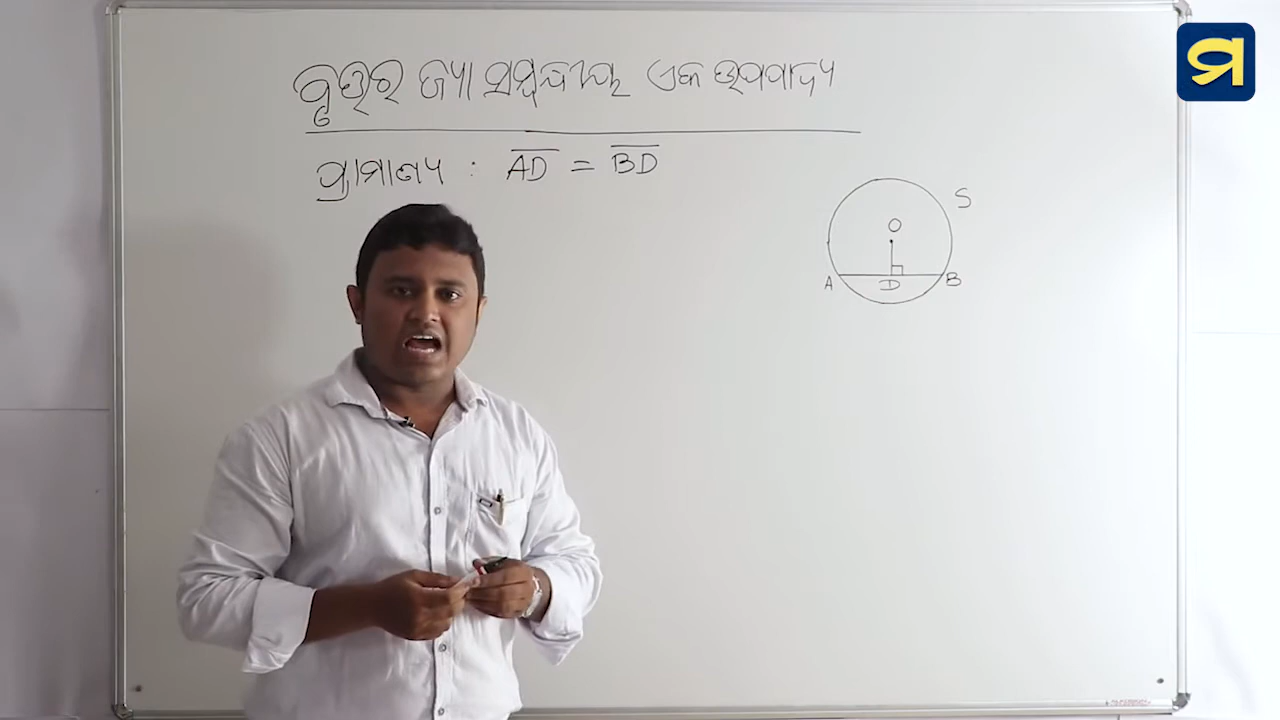 ବୃତ୍ତର ଜ୍ୟା ସମ୍ବନ୍ଧୀୟ ଏକ ଉପପାଦ୍ୟ
ପ୍ରାମାଣ୍ୟ : AD = BD
S
O
A D B
ସ